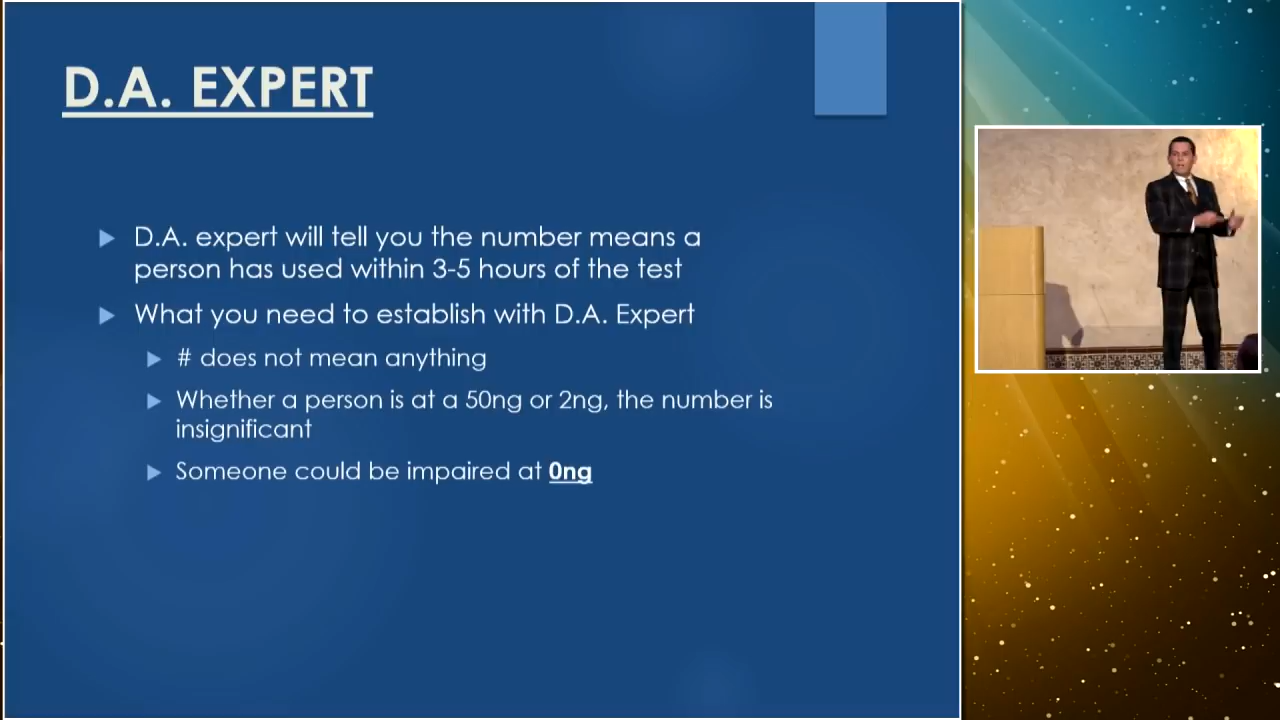 D.A. EXPERT
D.A. expert will tell you the number means a
person has used within 3-5 hours of the test
What you need to establish with D.A. Expert
# does not mean anything
Whether a person is at a 50ng or 2ng, the number is
insignificant
Someone could be impaired at 0ng